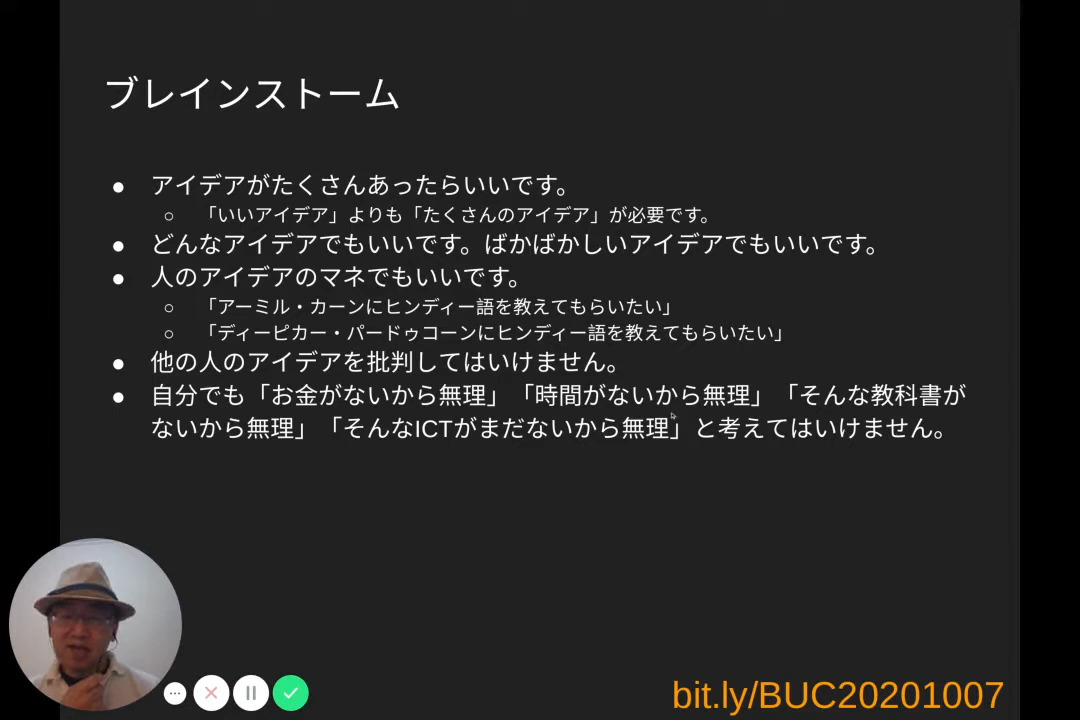 ブレインストーム
● アイデアがたくさんあったらいいです。
○ 「いいアイデア」よりも「たくさんのアイデア」が必要です。
● どんなアイデアでもいいです。ばかばかしいアイデアでもいいです。
● 人のアイデアのマネでもいいです。
○ 「アーミル・カーンにヒンディー語を教えてもらいたい」
○ 「ディーピカー・パードゥコーンにヒンディー語を教えてもらいたい」
● 他の人のアイデアを批判してはいけません。
● 自分でも「お金がないから無理」「時間がないから無理」「そんな教科書が
ないから無理」「そんなICTがまだないから無理」と考えてはいけません。
bit.ly/BUC20201007